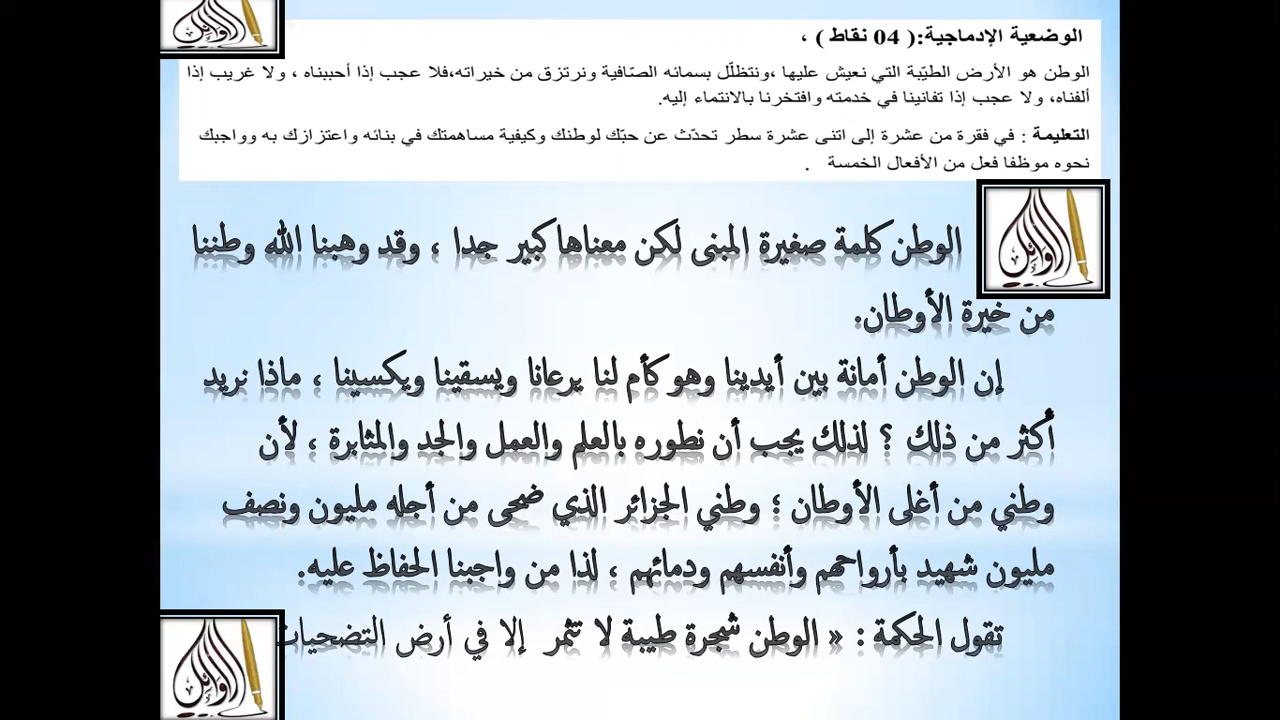 الوضعية الإدماجية:( 04 نقاط ) ،
الوطن هو الأرض الطيّبة التي نعيش عليها ،ونتظلّل بسمائه الصّافية ونرتزق من خيراته،فلا عجب إذا أحببناه ، ولا غريب إذا
ألفناه، ولا عجب إذا تفانينا في خدمته وافتخرنا بالانتماء إليه.
التعليمة : في فقرة من عشرة إلى اتنى عشرة سطر تحدّث عن حبّك لوطنك وكيفية مساهمتك في بنائه واعتزازك به وواجبك
نحوه موظفا فعل من الأفعال الخمسة .
الوطن كلمة صغيرة المبنى لكن معناها كبير جدا ، وقد وهبنا الله وطننا
من خيرة الأوطان.
إن الوطن أمانة بين أيدينا وهو كأم لنا يرعانا ويسقينا ويكسينا ، ماذا نريد
أكثر من ذلك ؟ لذلك يجب أن نطوره بالعلم والعمل والجد والمثابرة ، لأن
وطني من أغلى الأوطان ؛ وطني الجزائر الذي ضحى من أجله مليون ونصف
مليون شهيد بأرواحهم وأنفسهم ودمائهم ، لذا من واجبنا الحفاظ عليه.
تقول الحكمة : « الوطن شجرة طيبة لا تثمر إلا في أرض التضحيات
الأوائل
الأوائل
الأوائل